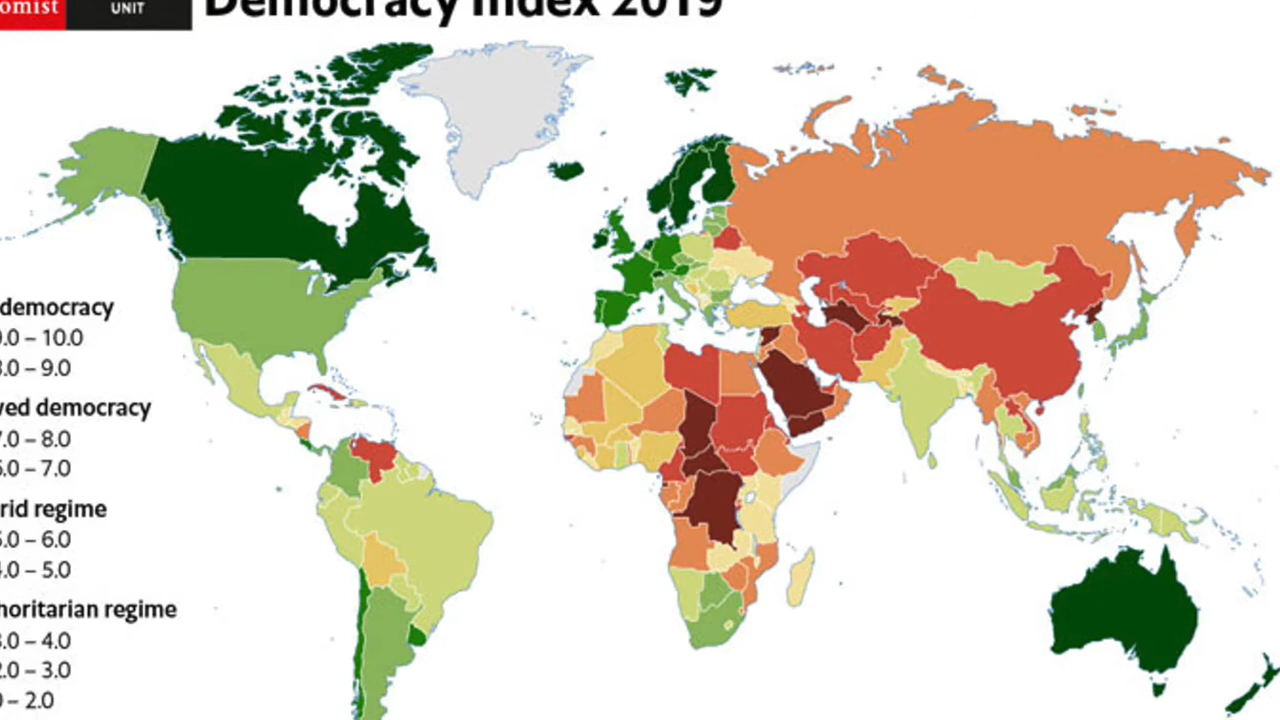 omist
UNIT
Democracy Index 2019
democracy
9.0 – 10.0
8.0 – 9.0
wed democracy
7.0 – 8.0
6.0 – 7.0
rid regime
5.0 – 6.0
4.0 – 5.0
horitarian regime
3.0 – 4.0
2.0 – 3.0
0 – 2.0